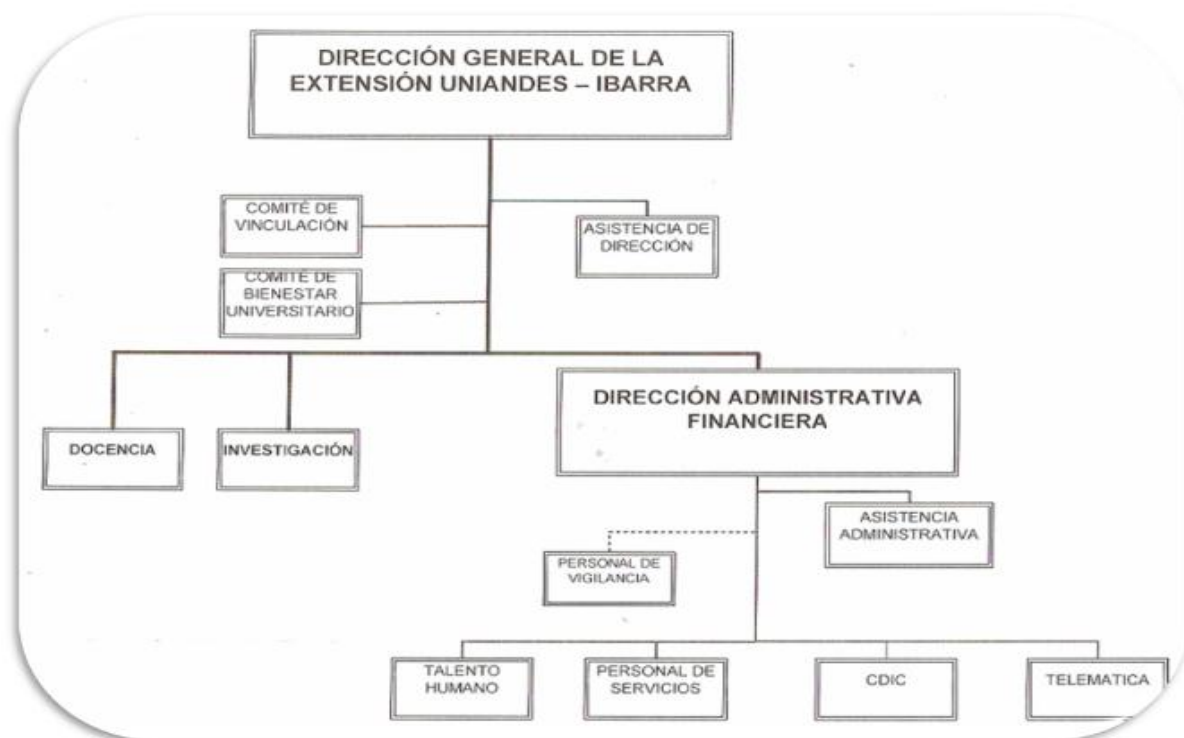 DIRECCIÓN GENERAL DE LA
EXTENSIÓN UNIANDES – IBARRA
COMITÉ DE
VINCULACIÓN
ASISTENCIA DE
DIRECCIÓN
COMITÉ DE
BIENESTAR
UNIVERSITARIO
DOCENCIA
INVESTIGACIÓN
DIRECCIÓN ADMINISTRATIVA
FINANCIERA
ASISTENCIA
ADMINISTRATIVA
PERSONAL DE
VIGILANCIA
TALENTO
HUMANO
PERSONAL DE
SERVICIOS
CDIC
TELEMATICA